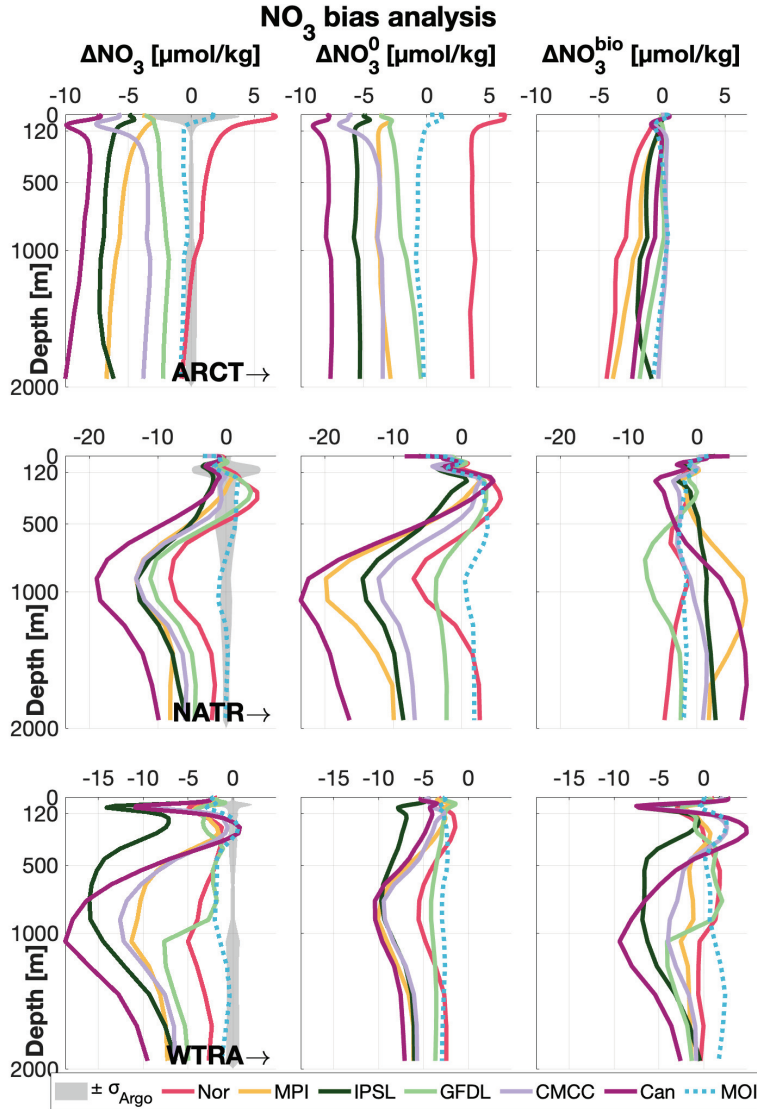 NO3 bias analysis
ΔNO3 [µmol/kg] ΔNO3^0 [µmol/kg] ΔNO3^bio [µmol/kg]
-10 -5 0 5 -10 -5 0 5 -10 -5 0 5
0
120
500
1000
2000
Depth [m]
ARCT→
-20 -10 0 -20 -10 0 -20 -10 0
0
120
500
1000
2000
Depth [m]
NATR→
-15 -10 -5 0 -15 -10 -5 0 -15 -10 -5 0
0
120
500
1000
2000
Depth [m]
WTRA→
± σArgo Nor MPI IPSL GFDL CMCC Can MOI